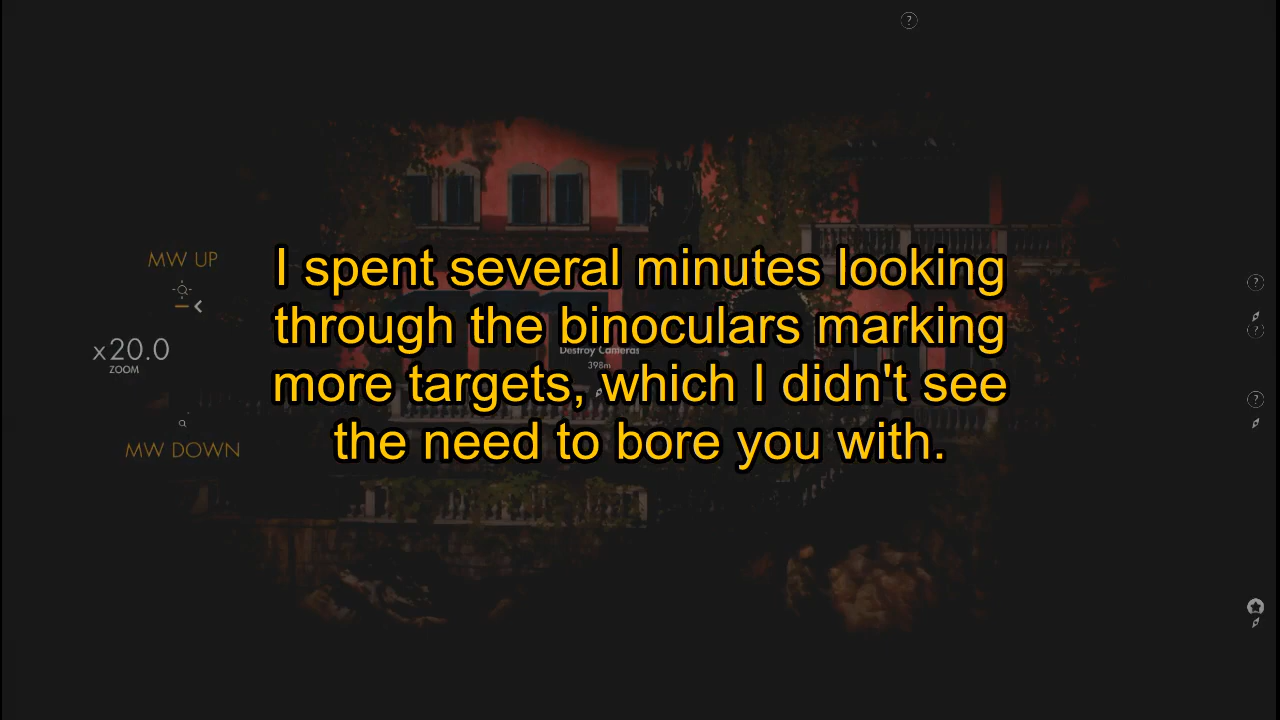 ?
MW UP
I spent several minutes looking
through the binoculars marking
more targets, which I didn't see
the need to bore you with.
x20.0
ZOOM
Destroy Cameras
398m
MW DOWN
?
?
?